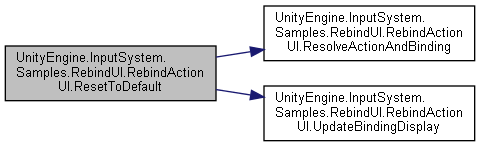 UnityEngine.InputSystem.
Samples.RebindUI.RebindAction
UI.ResetToDefault
UnityEngine.InputSystem.
Samples.RebindUI.RebindAction
UI.ResolveActionAndBinding
UnityEngine.InputSystem.
Samples.RebindUI.RebindAction
UI.UpdateBindingDisplay